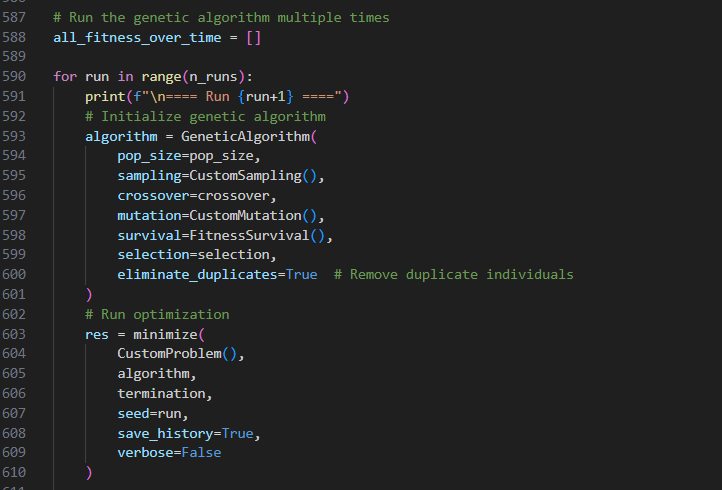 587 # Run the genetic algorithm multiple times
588 all_fitness_over_time = []
589
590 for run in range(n_runs):
591     print(f"\n==== Run {run+1} ====")
592     # Initialize genetic algorithm
593     algorithm = GeneticAlgorithm(
594         pop_size=pop_size,
595         sampling=CustomSampling(),
596         crossover=crossover,
597         mutation=CustomMutation(),
598         survival=FitnessSurvival(),
599         selection=selection,
600         eliminate_duplicates=True  # Remove duplicate individuals
601     )
602     # Run optimization
603     res = minimize(
604         CustomProblem(),
605         algorithm,
606         termination,
607         seed=run,
608         save_history=True,
609         verbose=False
610     )